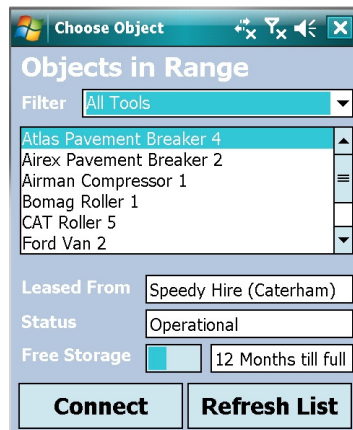 Choose Object
Objects in Range
Filter All Tools
Atlas Pavement Breaker 4
Airex Pavement Breaker 2
Airman Compressor 1
Bomag Roller 1
CAT Roller 5
Ford Van 2
Leased From Speedy Hire (Caterham)
Status Operational
Free Storage 12 Months till full
Connect Refresh List